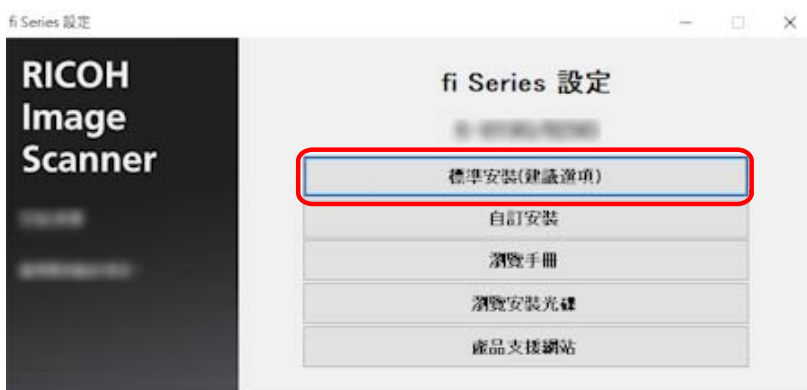 fi Series 設定
RICOH
Image
Scanner
fi Series 設定
標準安裝(建議選項)
自訂安裝
瀏覽手冊
瀏覽安裝光碟
產品支援網站